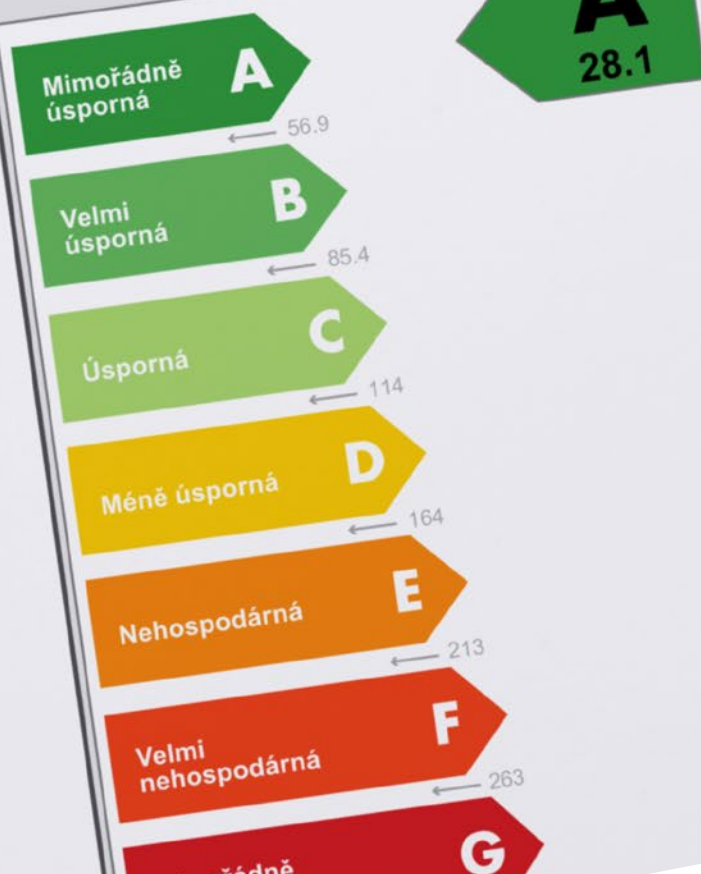 A
28.1
Mimořádně
úsporná
A
56.9
Velmi
úsporná
B
85.4
Úsporná
C
114
Méně úsporná
D
164
Nehospodárná
E
213
Velmi
nehospodárná
F
263
G